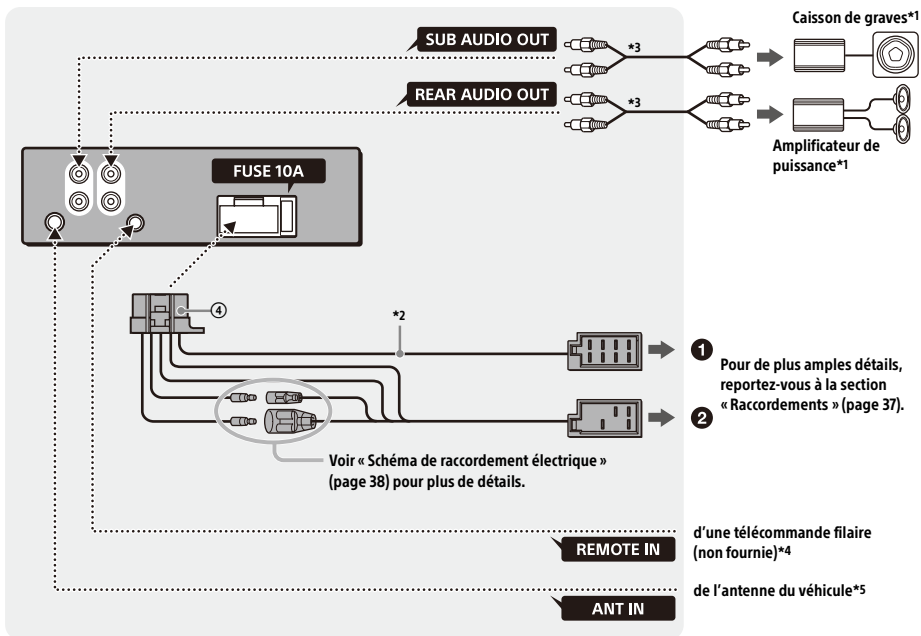 Caisson de graves*1
SUB AUDIO OUT
*3
REAR AUDIO OUT
*3
Amplificateur de
puissance*1
FUSE 10A
④
*2
❶
Pour de plus amples détails,
reportez-vous à la section
« Raccordements » (page 37).
❷
Voir « Schéma de raccordement électrique »
(page 38) pour plus de détails.
d'une télécommande filaire
(non fournie)*4
REMOTE IN
de l'antenne du véhicule*5
ANT IN